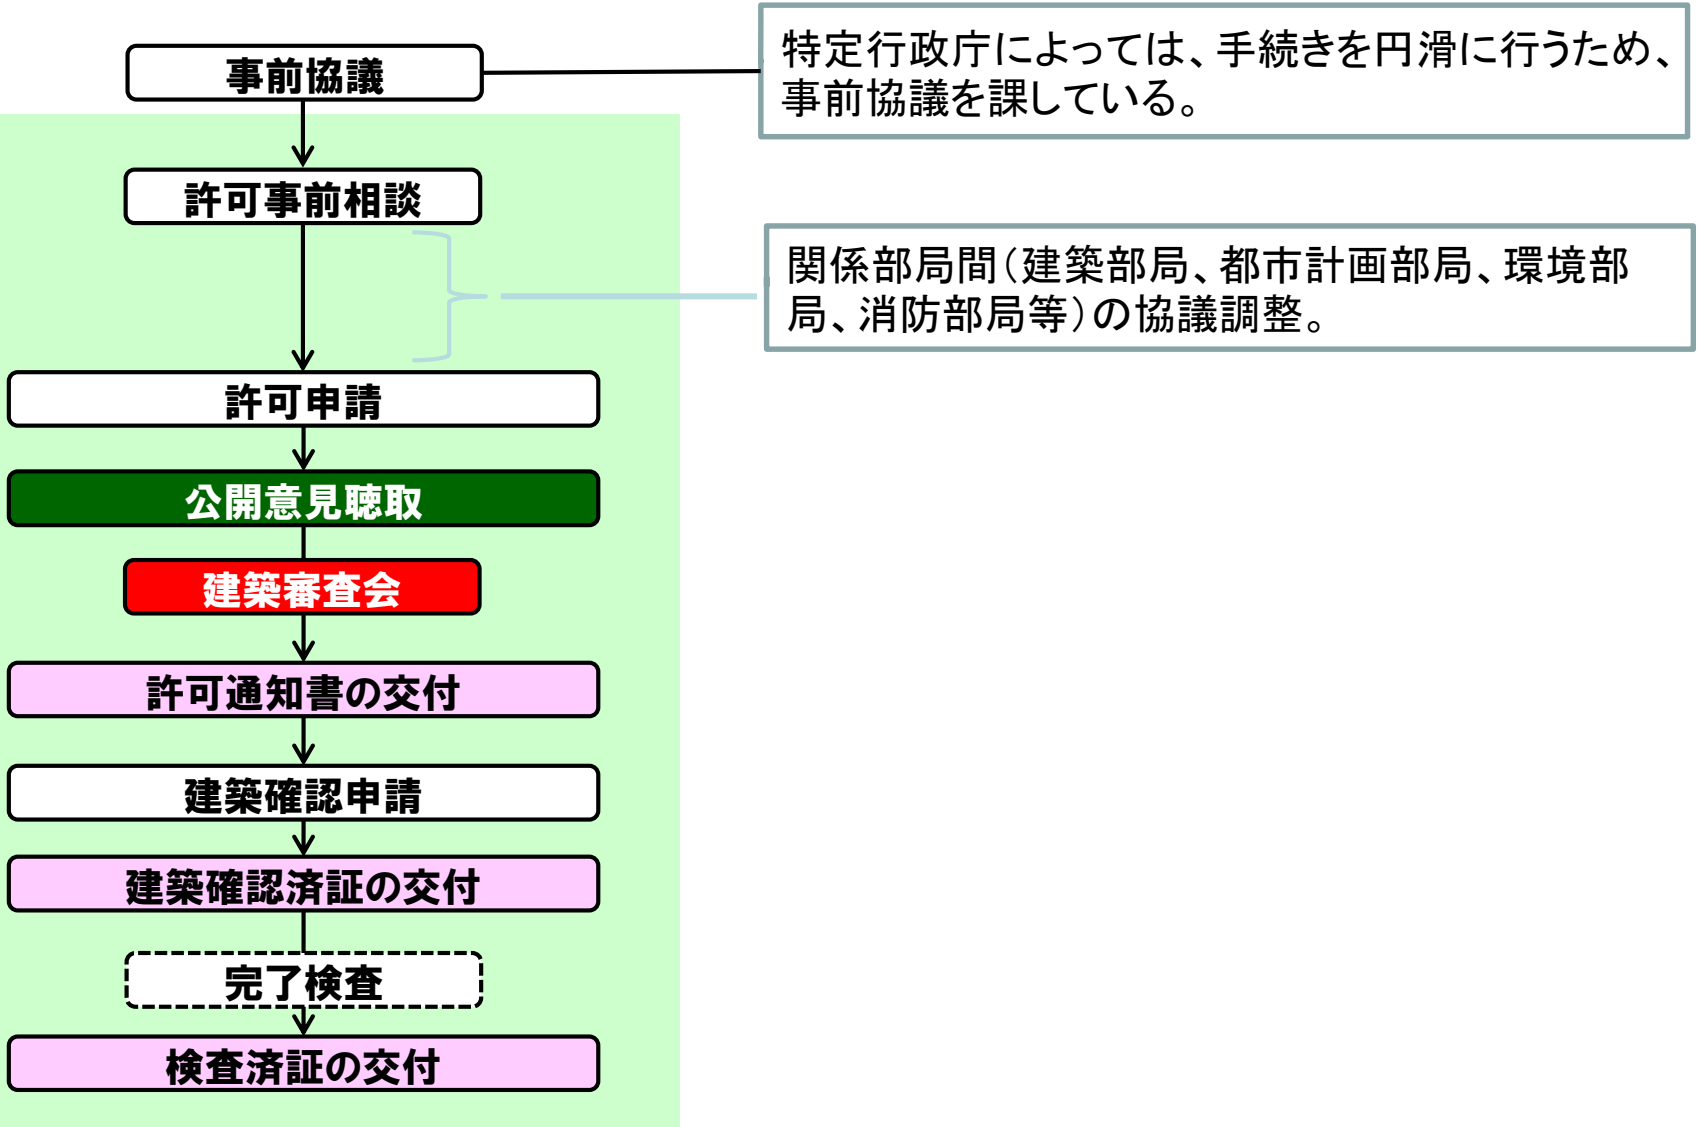 事前協議
特定行政庁によっては、手続きを円滑に行うため、
事前協議を課している。
許可事前相談
関係部局間（建築部局、都市計画部局、環境部
局、消防部局等）の協議調整。
許可申請
公開意見聴取
建築審査会
許可通知書の交付
建築確認申請
建築確認済証の交付
完了検査
検査済証の交付